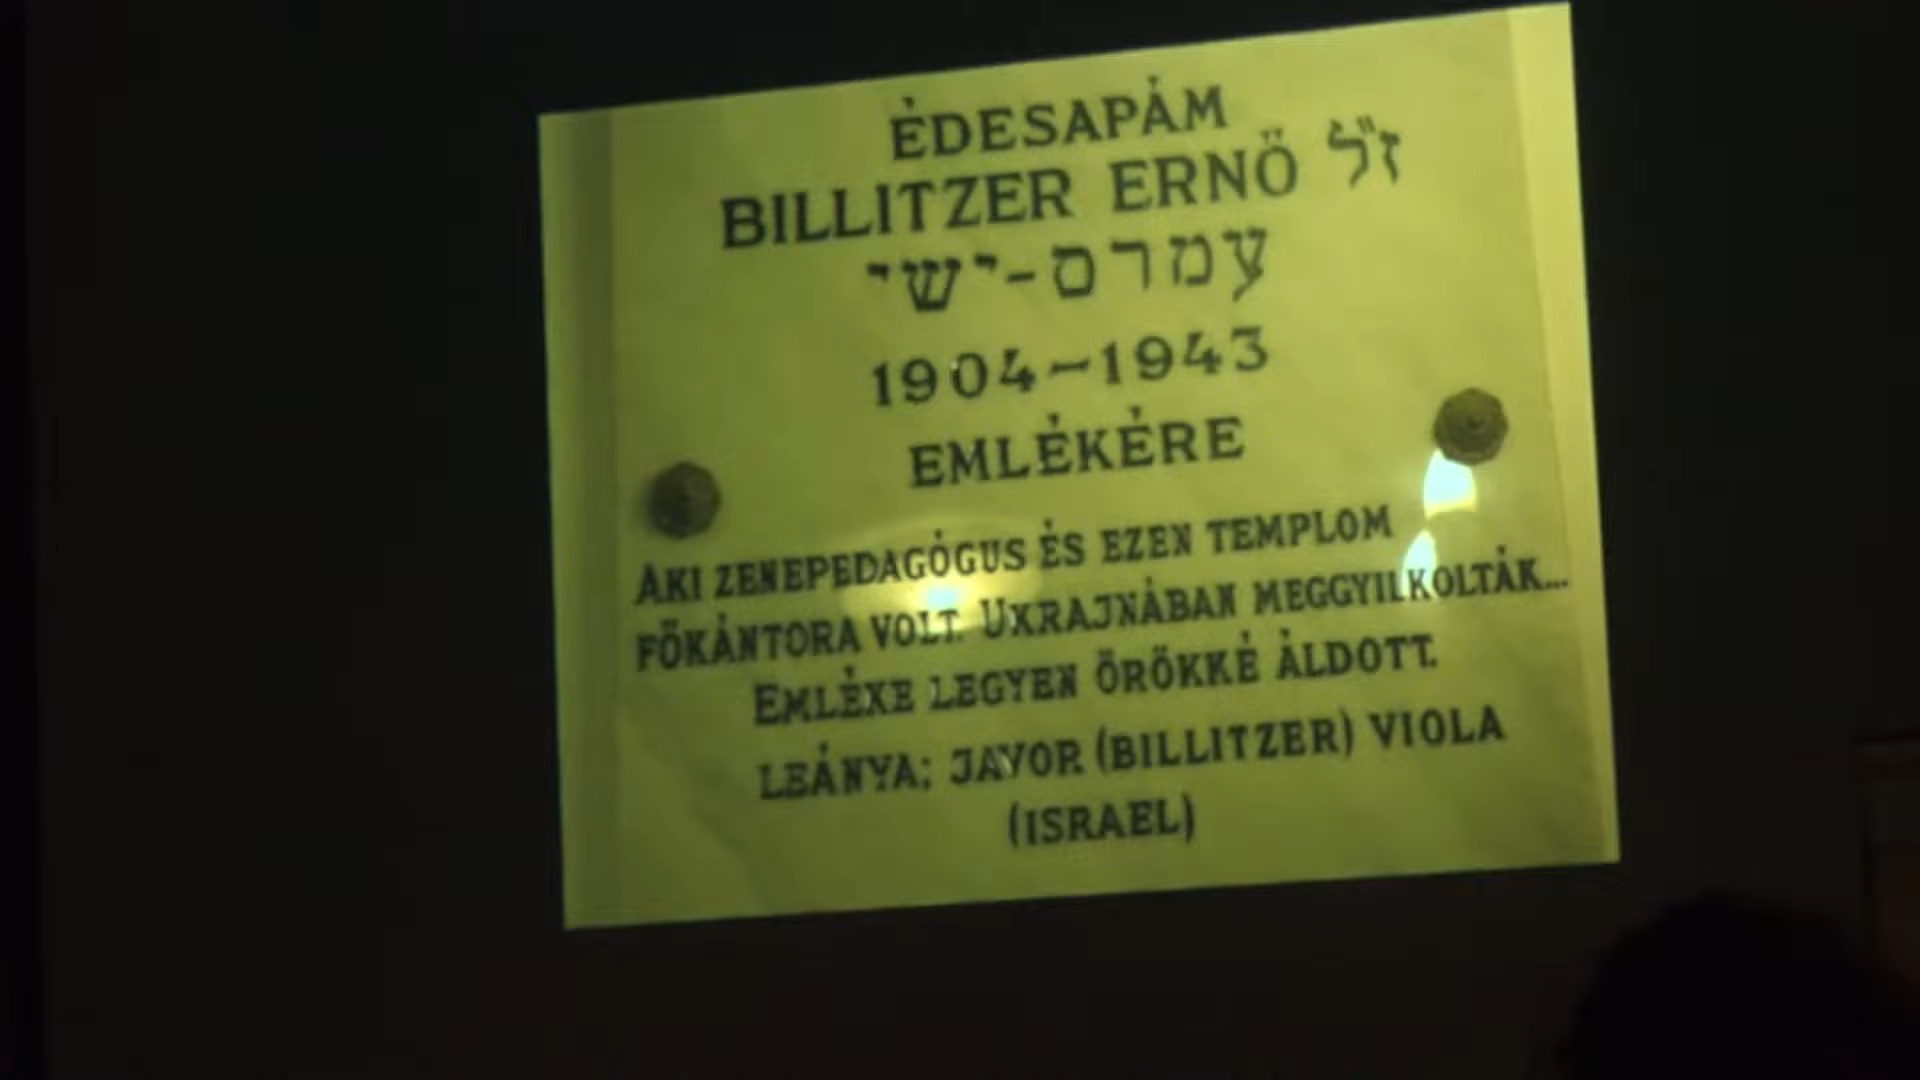 ÉDESAPÁM
BILLITZER ERNŐ ז"ל
עמרם-ישי
1904-1943
EMLÉKÉRE
AKI ZENEPEDAGÓGUS ÉS EZEN TEMPLOM
FŐKÁNTORA VOLT. UKRAJNÁBAN MEGGYILKOLTÁK...
EMLÉKE LEGYEN ÖRÖKKÉ ÁLDOTT.
LEÁNYA; JAVOR (BILLITZER) VIOLA
(ISRAEL)